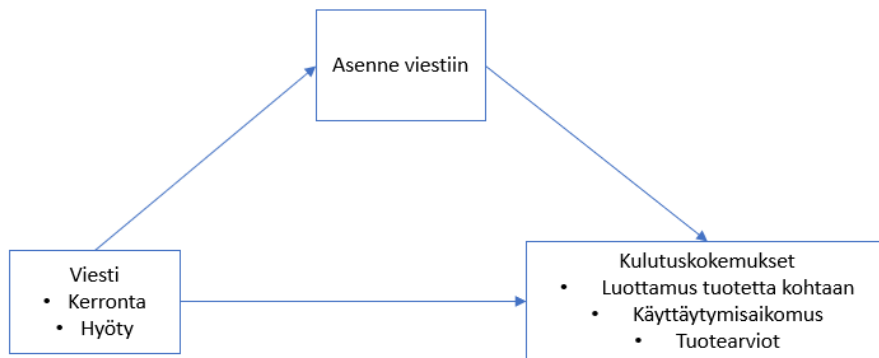 Asenne viestiin
Viesti
• Kerronta
• Hyöty
Kulutuskokemukset
• Luottamus tuotetta kohtaan
• Käyttäytymisaikomus
• Tuotearviot